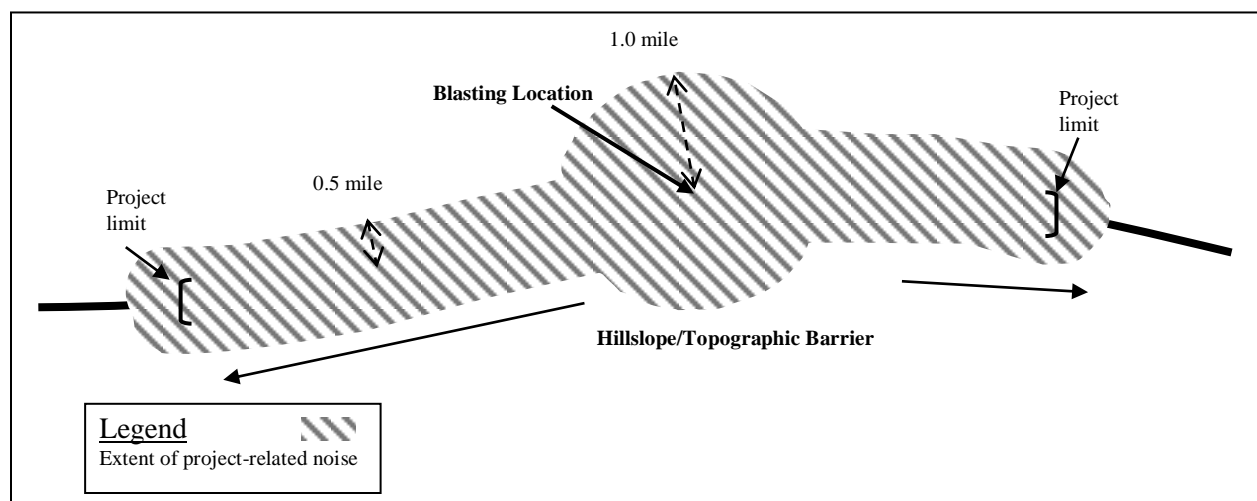 1.0 mile
Blasting Location
Project
limit
0.5 mile
Project
limit
Hillslope/Topographic Barrier
Legend
Extent of project-related noise